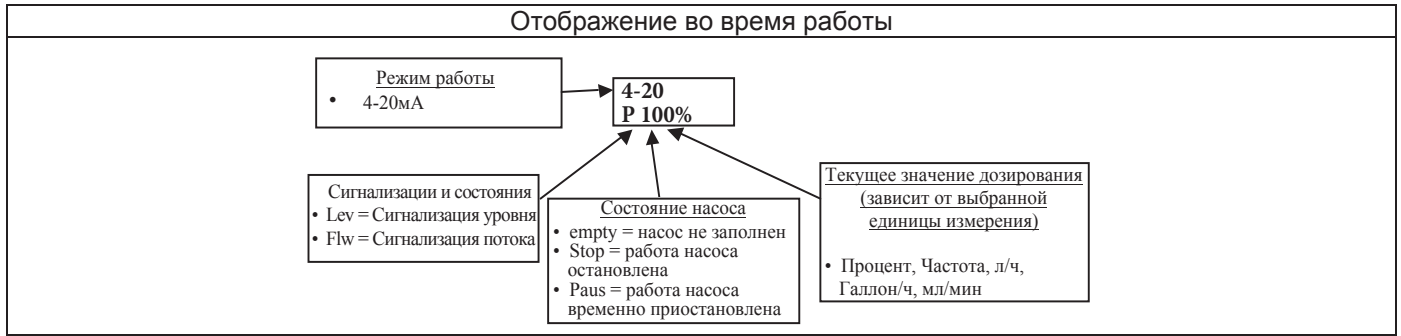 Отображение во время работы
Режим работы
• 4-20мА
4-20
P 100%
Сигнализации и состояния
• Lev = Сигнализация уровня
• Flw = Сигнализация потока
Состояние насоса
• empty = насос не заполнен
• Stop = работа насоса
остановлена
• Paus = работа насоса
временно приостановлена
Текущее значение дозирования
(зависит от выбранной
единицы измерения)
• Процент, Частота, л/ч,
Галлон/ч, мл/мин